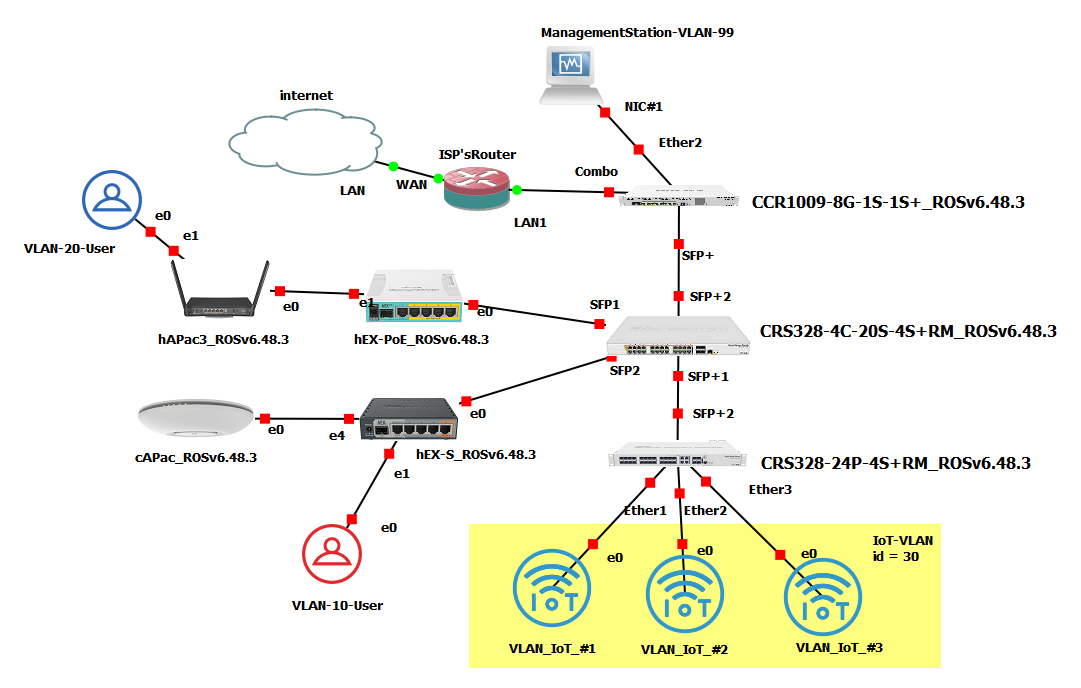 ManagementStation-VLAN-99
NIC#1
internet
Ether2
ISP'sRouter
Combo
LAN
WAN
CCR1009-8G-1S-1S+_ROSv6.48.3
LAN1
e0
e1
VLAN-20-User
SFP+
SFP+2
e0
e1
e0
SFP1
hAPac3_ROSv6.48.3
hEX-PoE_ROSv6.48.3
CRS328-4C-20S-4S+RM_ROSv6.48.3
SFP2
SFP+1
SFP+2
e0
e0
e4
cAPac_ROSv6.48.3
hEX-S_ROSv6.48.3
CRS328-24P-4S+RM_ROSv6.48.3
e1
Ether3
Ether1
Ether2
e0
IoT-VLAN
id = 30
e0
e0
e0
IoT
IoT
IoT
VLAN-10-User
VLAN_IoT_#1
VLAN_IoT_#2
VLAN_IoT_#3